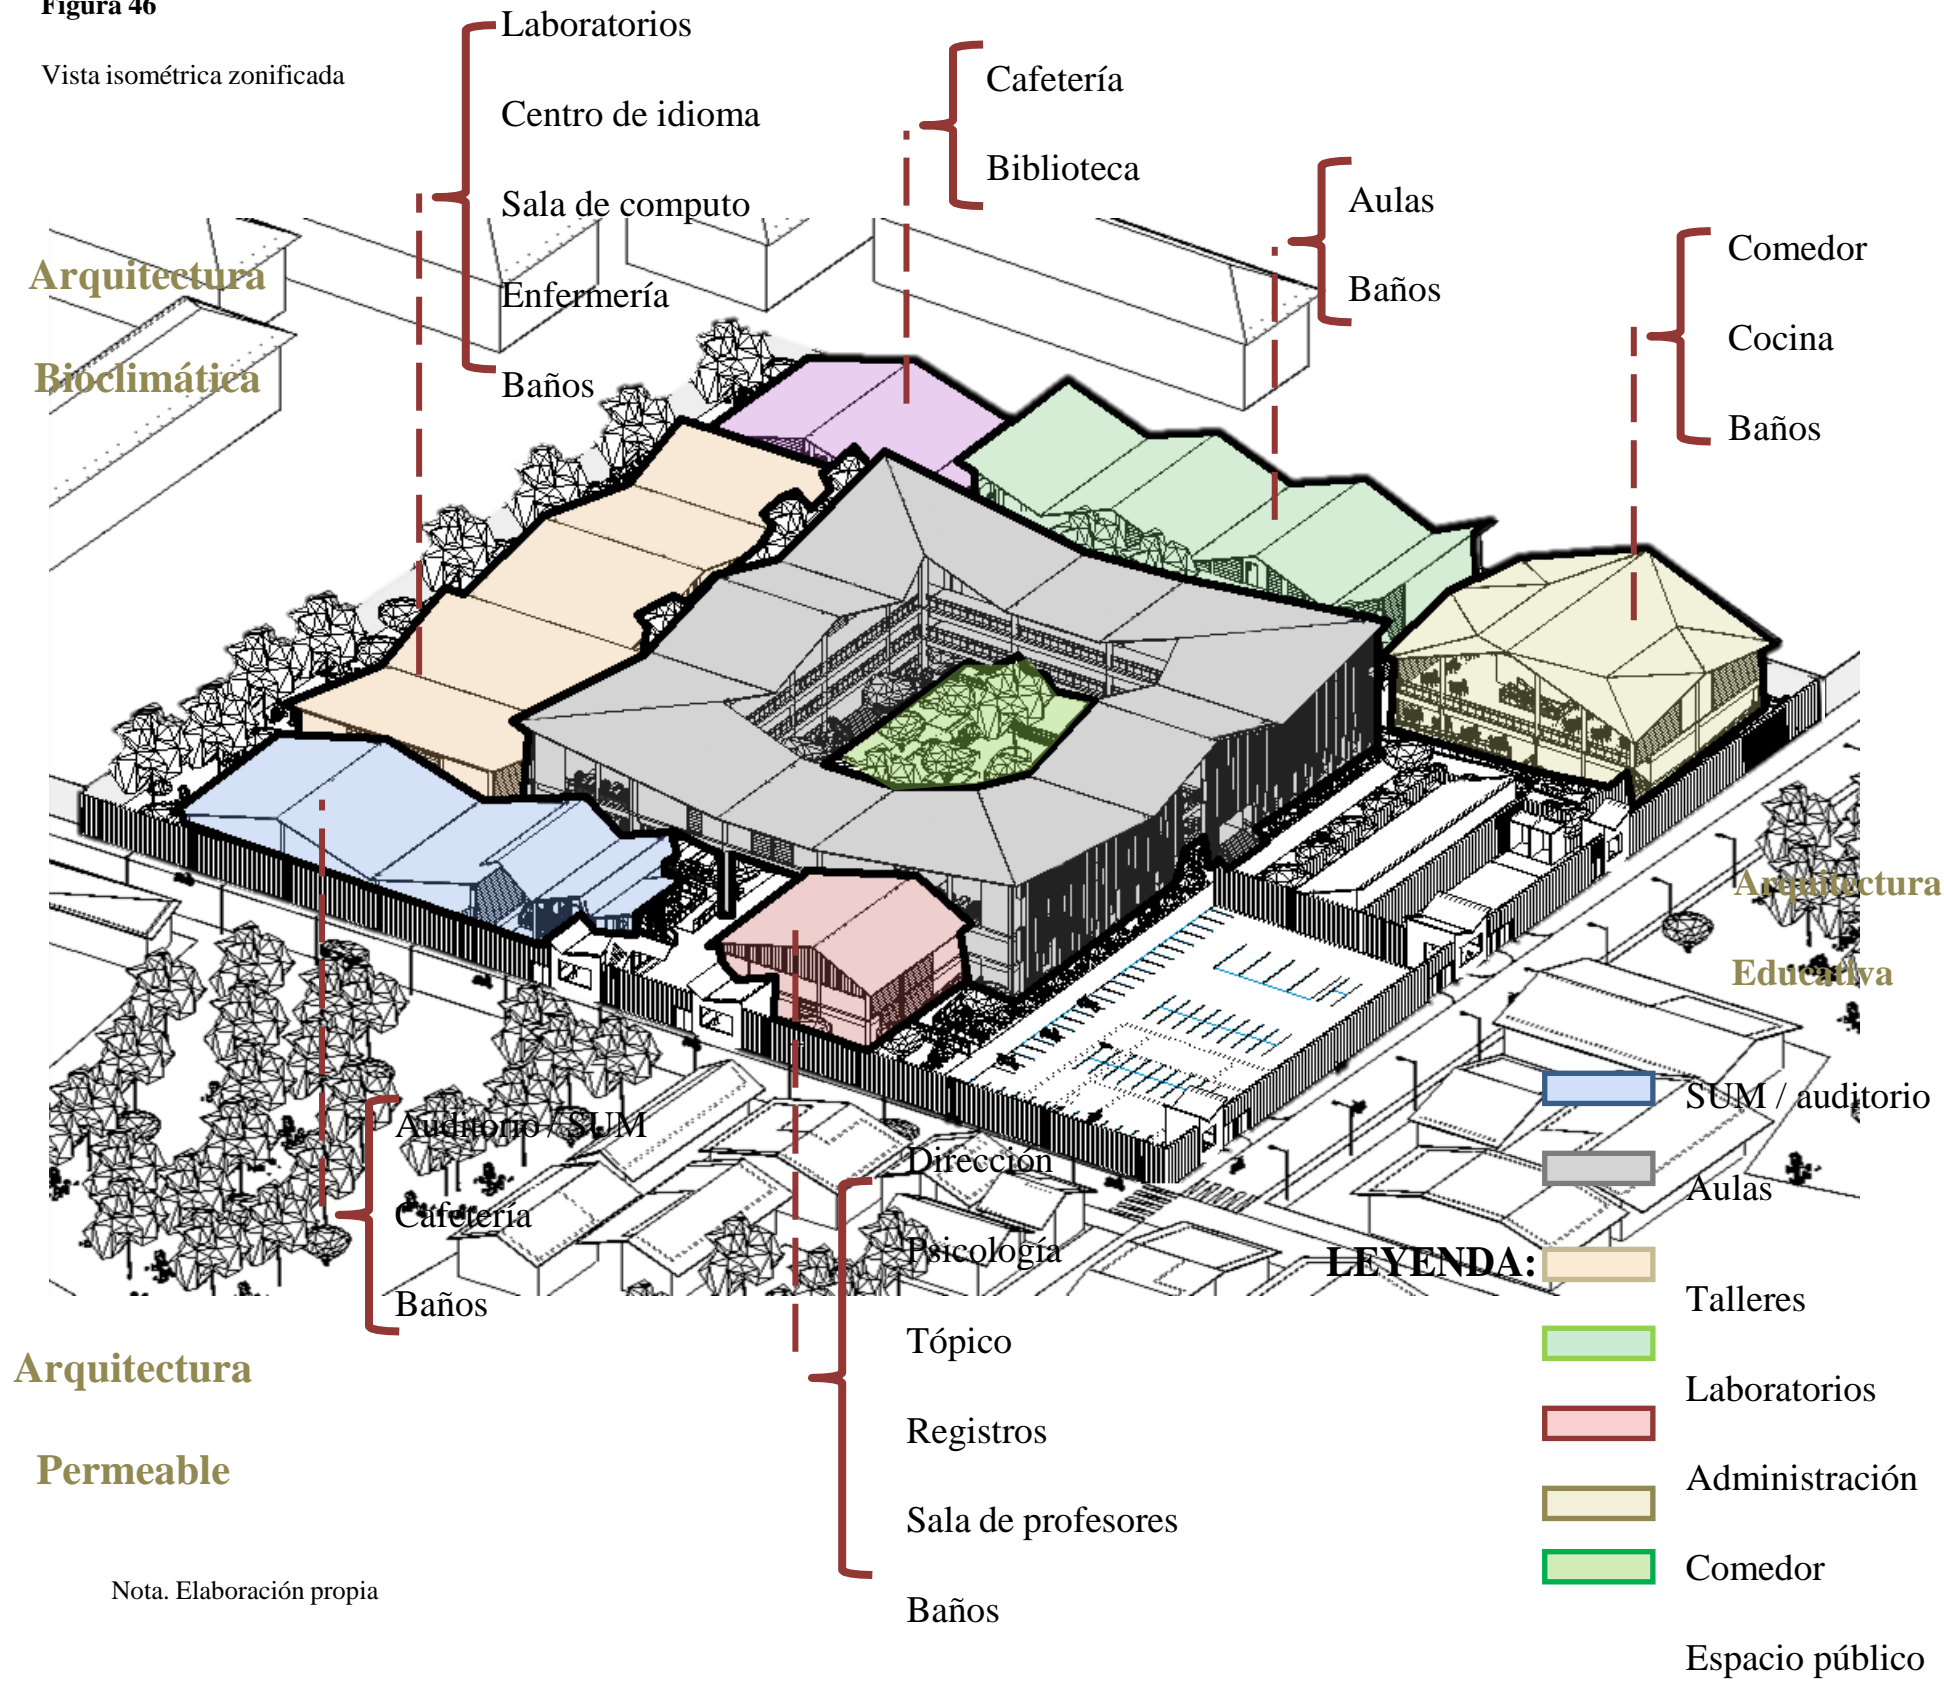 Figura 46
Vista isométrica zonificada
Laboratorios
Centro de idioma
Sala de computo
Enfermería
Baños
Cafetería
Biblioteca
Aulas
Baños
Comedor
Cocina
Baños
Arquitectura
Bioclimática
Arquitectura
Educativa
Auditorio / SUM
Cafetería
Baños
Dirección
Psicología
Tópico
Registros
Sala de profesores
Baños
Arquitectura
Permeable
LEYENDA:
SUM / auditorio
Aulas
Talleres
Laboratorios
Administración
Comedor
Espacio público
Nota. Elaboración propia